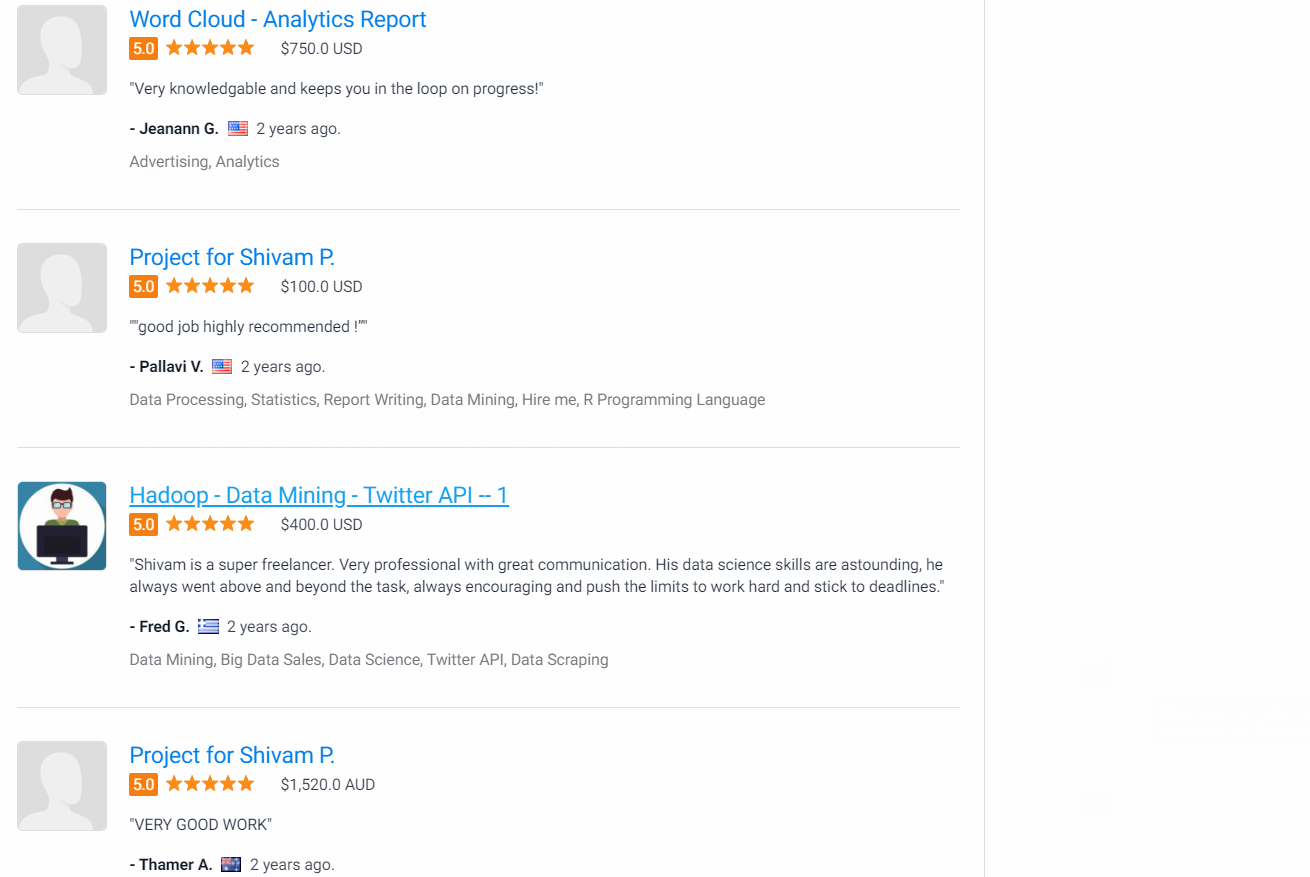 Word Cloud - Analytics Report
5.0 $750.0 USD
"Very knowledgable and keeps you in the loop on progress!"
- Jeanann G. 2 years ago.
Advertising, Analytics
Project for Shivam P.
5.0 $100.0 USD
""good job highly recommended !""
- Pallavi V. 2 years ago.
Data Processing, Statistics, Report Writing, Data Mining, Hire me, R Programming Language
Hadoop - Data Mining - Twitter API -- 1
5.0 $400.0 USD
"Shivam is a super freelancer. Very professional with great communication. His data science skills are astounding, he
always went above and beyond the task, always encouraging and push the limits to work hard and stick to deadlines."
- Fred G. 2 years ago.
Data Mining, Big Data Sales, Data Science, Twitter API, Data Scraping
Project for Shivam P.
5.0 $1,520.0 AUD
"VERY GOOD WORK"
- Thamer A. 2 years ago.